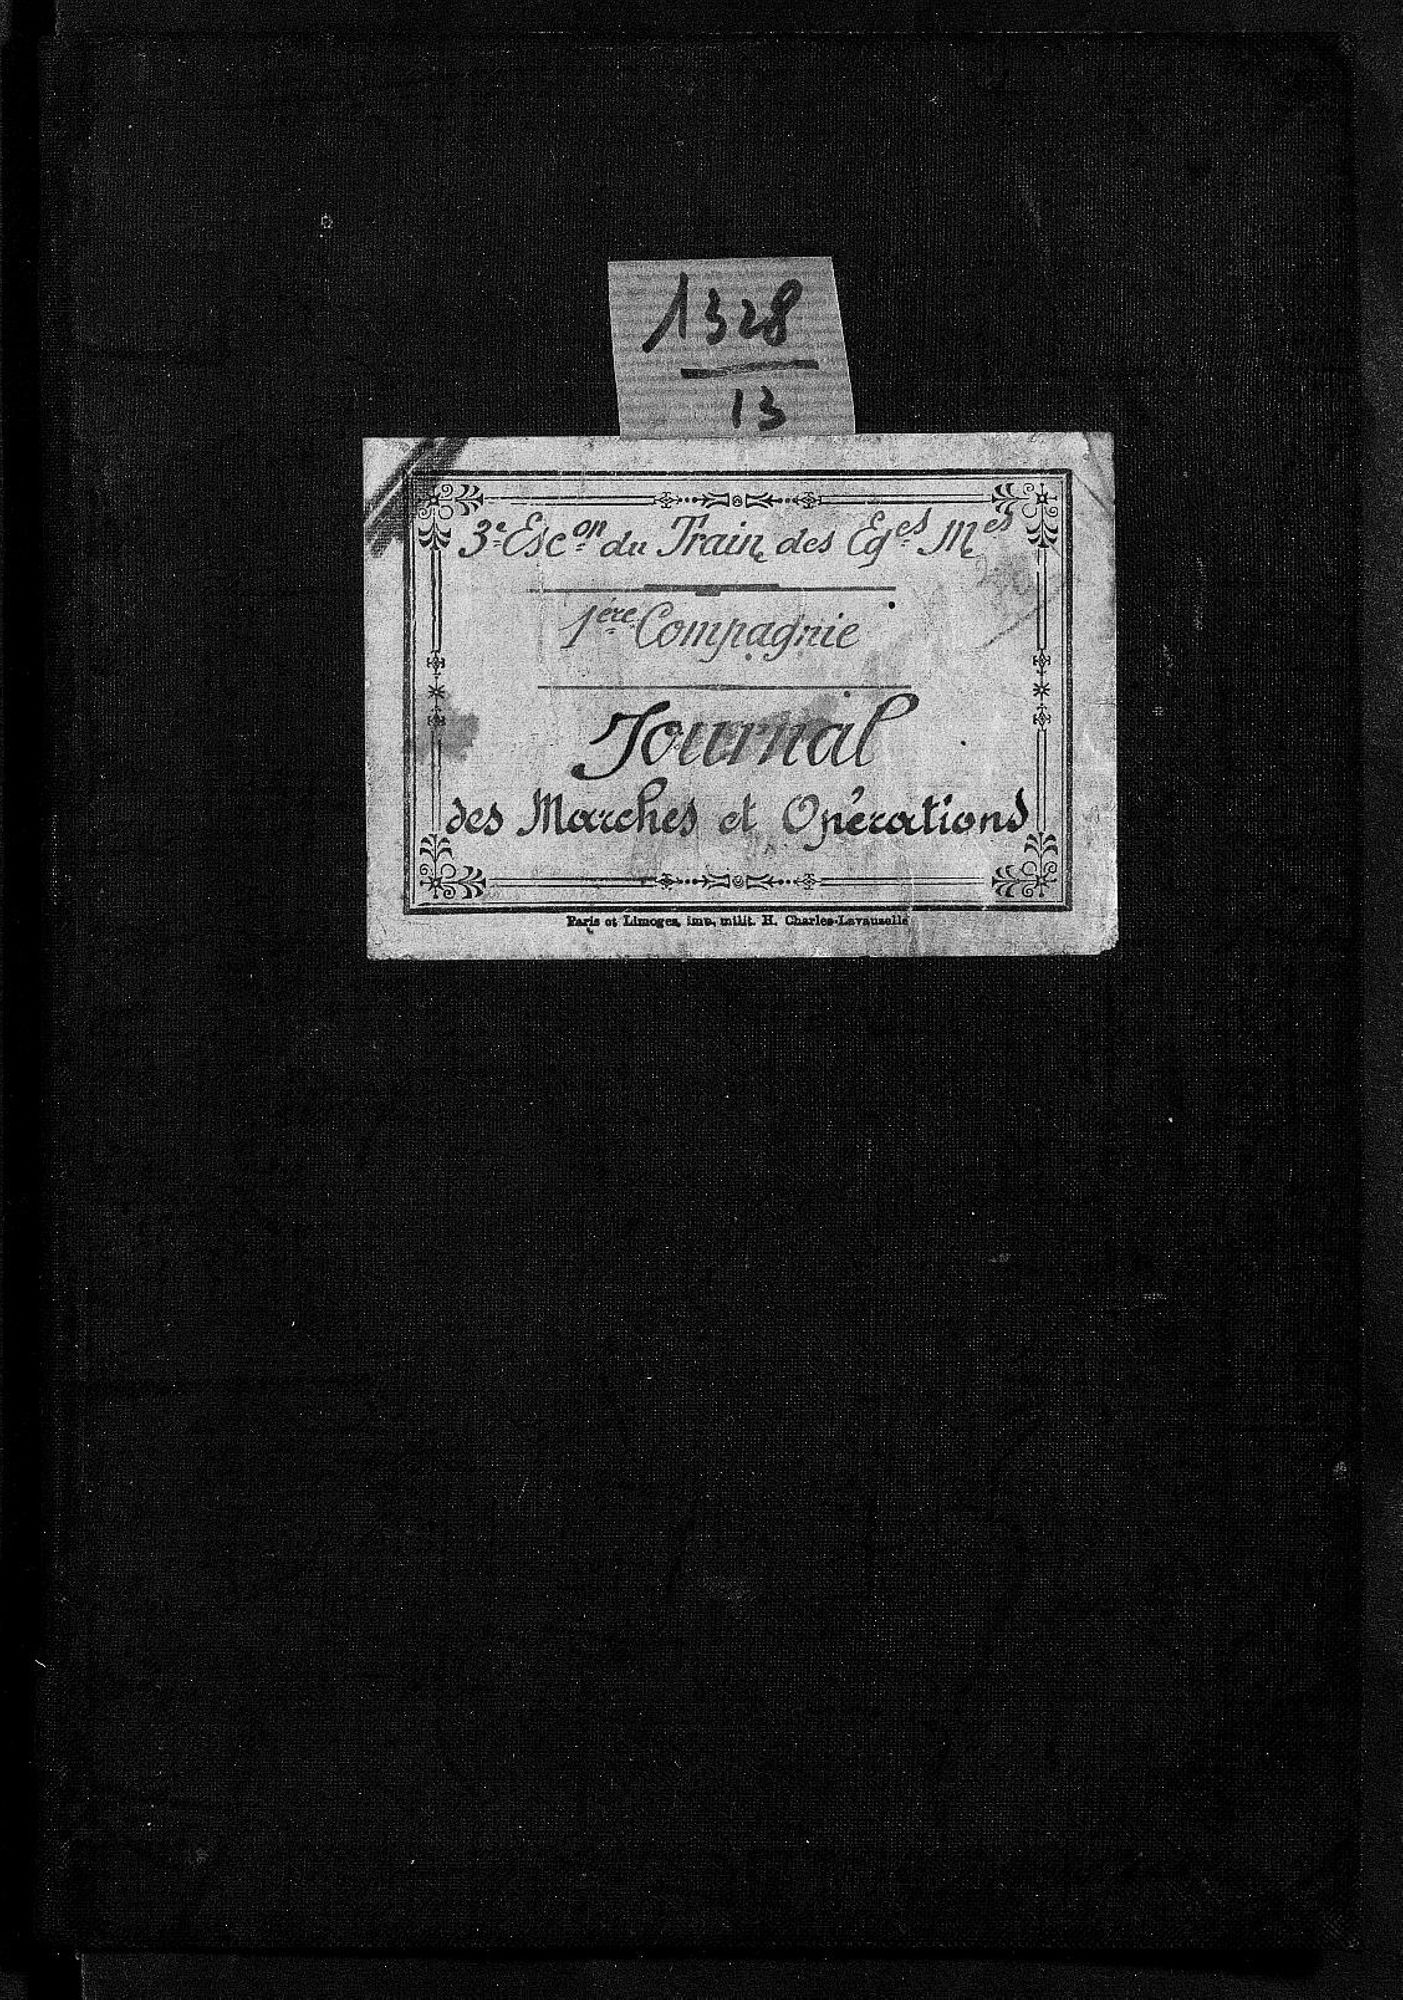 1328
13
3e Escon du Train des Eqes Mes
1ère Compagnie
Journal
des Marches et Opérations
Paris et Limoges, imp. milit. H. Charles-Lavauzelle